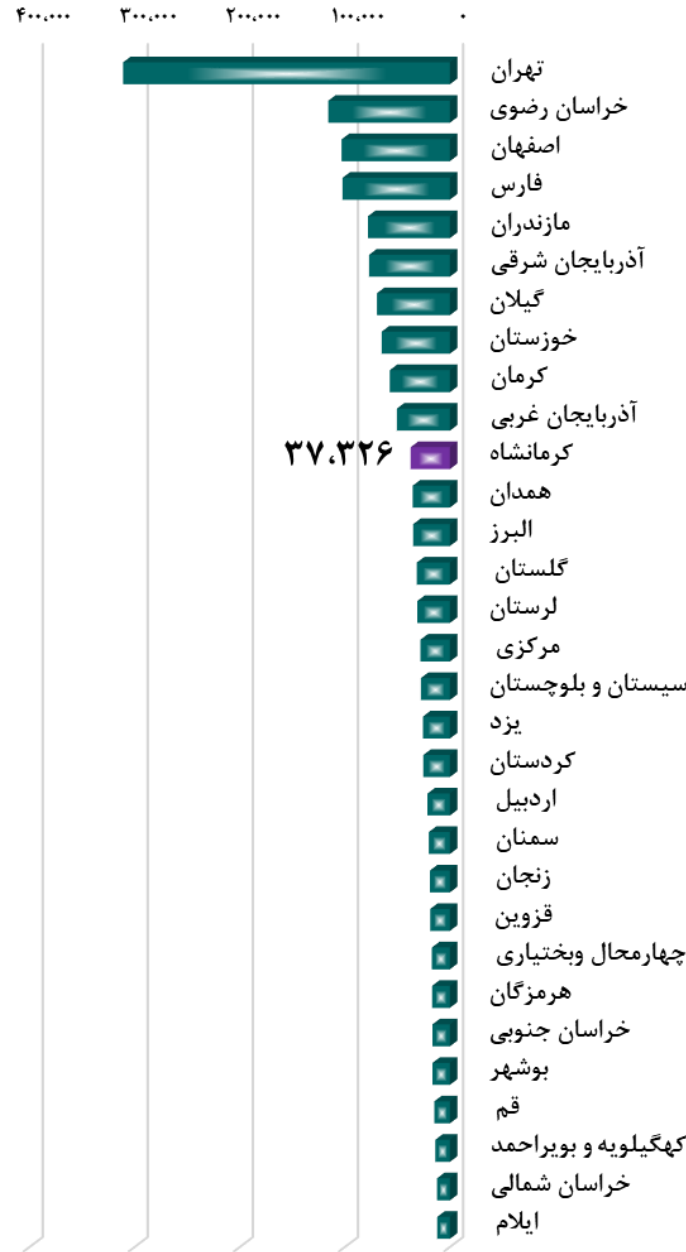 ۴۰۰،۰۰۰ ۳۰۰،۰۰۰ ۲۰۰،۰۰۰ ۱۰۰،۰۰۰ ۰
تهران
خراسان رضوی
اصفهان
فارس
مازندران
آذربایجان شرقی
گیلان
خوزستان
کرمان
آذربایجان غربی
کرمانشاه
۳۷،۳۲۶
همدان
البرز
گلستان
لرستان
مرکزی
سیستان و بلوچستان
یزد
کردستان
اردبیل
سمنان
زنجان
قزوین
چهارمحال وبختیاری
هرمزگان
خراسان جنوبی
بوشهر
قم
کهگیلویه و بویراحمد
خراسان شمالی
ایلام